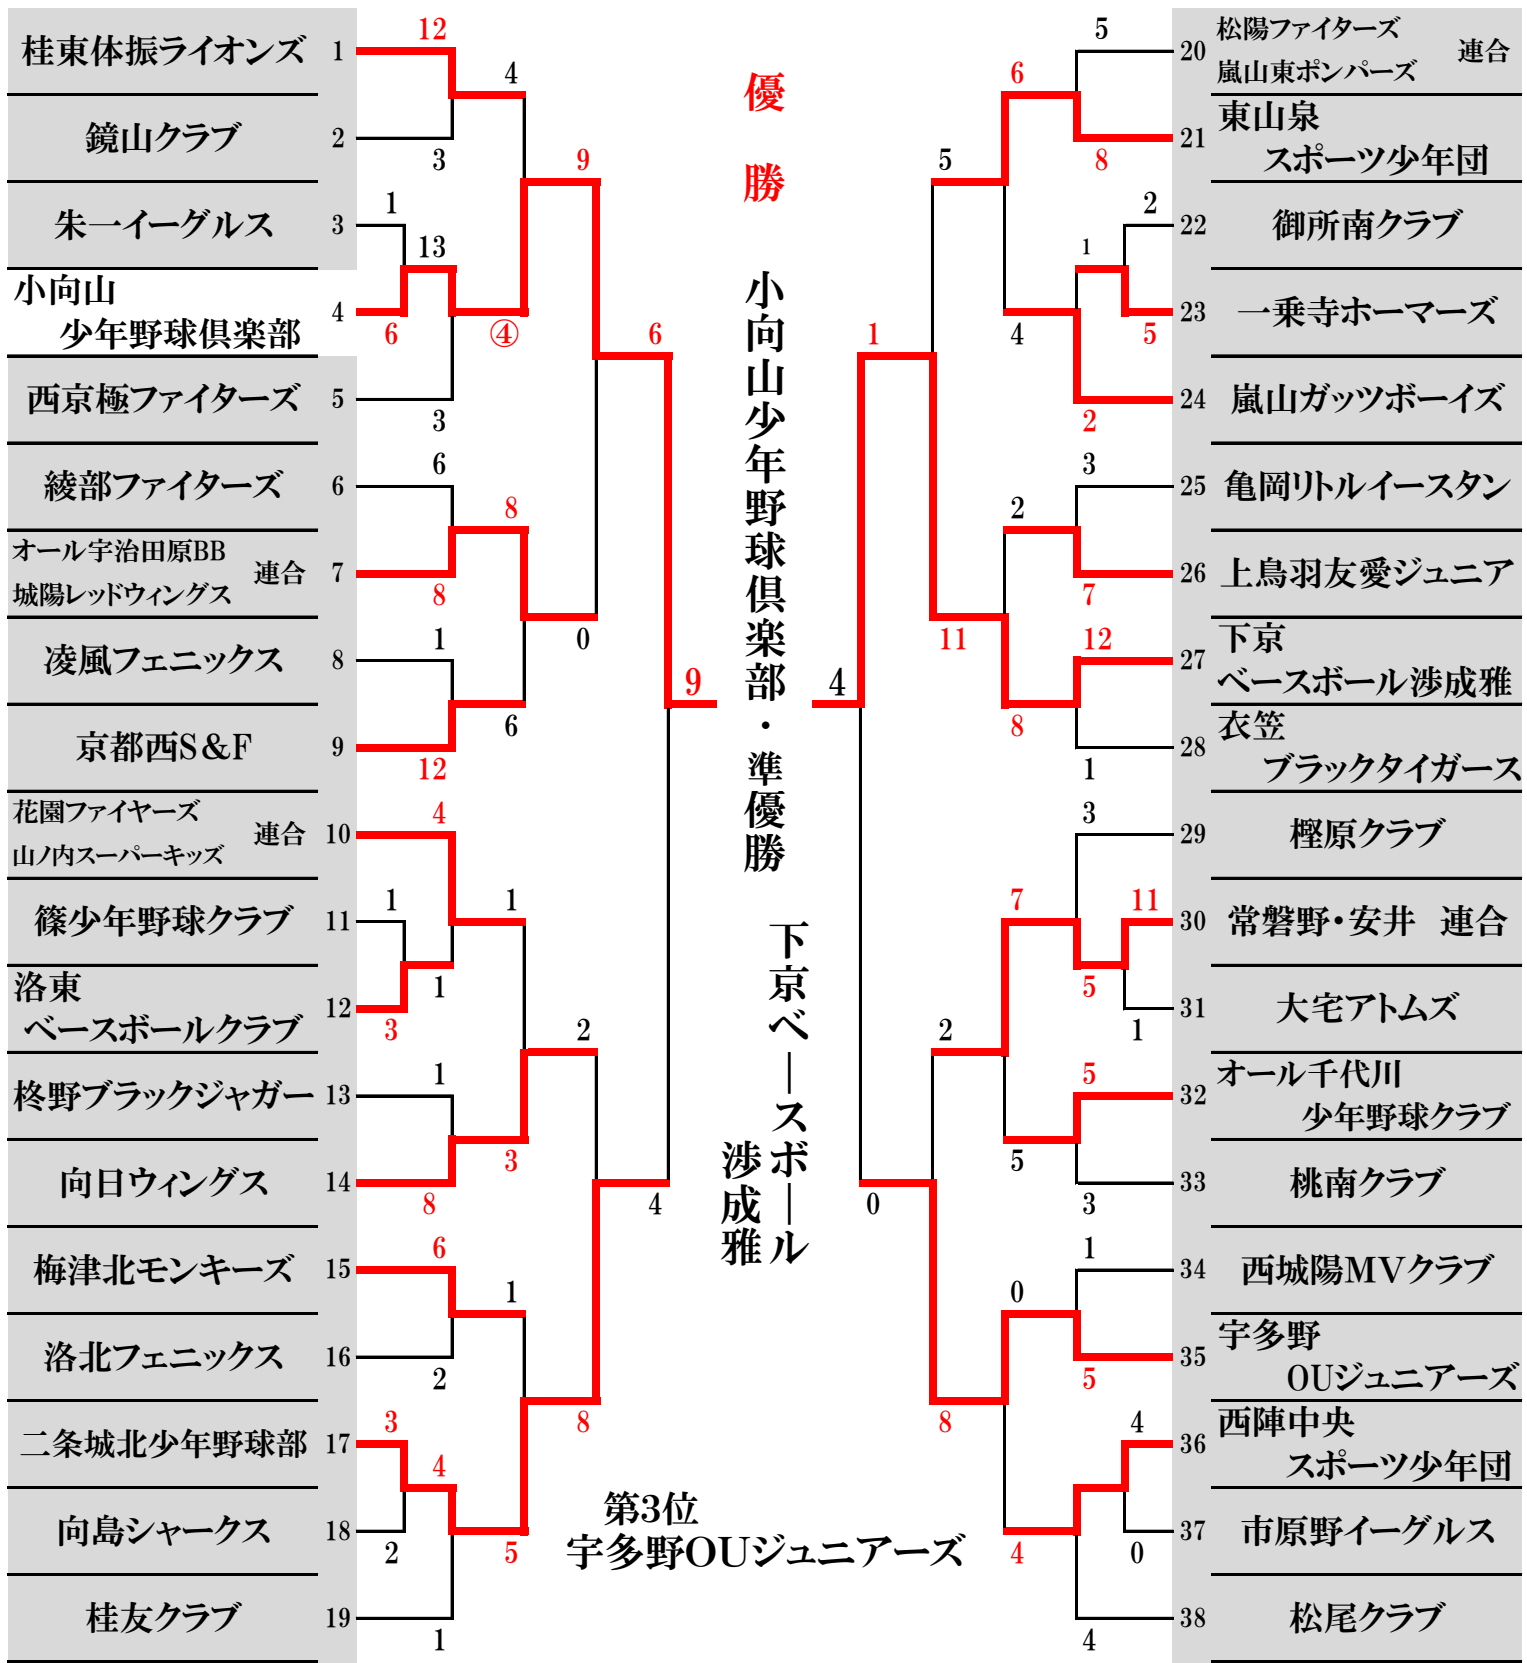 桂東体振ライオンズ 1
鏡山クラブ 2
朱一イーグルス 3
小向山
少年野球倶楽部 4
西京極ファイターズ 5
綾部ファイターズ 6
オール宇治田原BB
城陽レッドウィングス
連合 7
凌風フェニックス 8
京都西S&F 9
花園ファイヤーズ
山ノ内スーパーキッズ
連合 10
篠少年野球クラブ 11
洛東
ベースボールクラブ 12
柊野ブラックジャガー 13
向日ウィングス 14
梅津北モンキーズ 15
洛北フェニックス 16
二条城北少年野球部 17
向島シャークス 18
桂友クラブ 19
12
3
1
6
13
3
4
④
6
8
1
12
8
6
9
0
4
1
3
1
1
8
1
3
6
2
3
2
4
1
1
5
2
8
6
4
9
優勝
小向山少年野球倶楽部・準優勝
下京ベースボール
渉成雅
第3位
宇多野OUジュニアーズ
4
1
0
5
11
2
8
6
4
2
8
7
5
0
4
5
8
2
5
1
2
3
7
12
1
3
11
1
5
5
3
1
5
4
0
4
20 松陽ファイターズ
嵐山東ポンパーズ
連合
21 東山泉
スポーツ少年団
22 御所南クラブ
23 一乗寺ホーマーズ
24 嵐山ガッツボーイズ
25 亀岡リトルイースタン
26 上鳥羽友愛ジュニア
27 下京
ベースボール渉成雅
28 衣笠
ブラックタイガース
29 樫原クラブ
30 常磐野・安井 連合
31 大宅アトムズ
32 オール千代川
少年野球クラブ
33 桃南クラブ
34 西城陽MVクラブ
35 宇多野
OUジュニアーズ
36 西陣中央
スポーツ少年団
37 市原野イーグルス
38 松尾クラブ